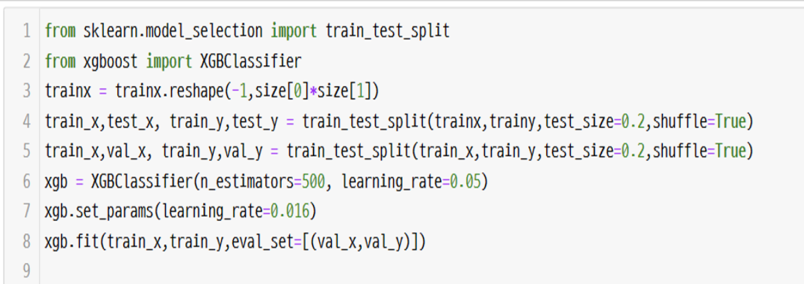 1 from sklearn.model_selection import train_test_split
2 from xgboost import XGBClassifier
3 trainx = trainx.reshape(-1,size[0]*size[1])
4 train_x,test_x, train_y,test_y = train_test_split(trainx,trainy,test_size=0.2,shuffle=True)
5 train_x,val_x, train_y,val_y = train_test_split(train_x,train_y,test_size=0.2,shuffle=True)
6 xgb = XGBClassifier(n_estimators=500, learning_rate=0.05)
7 xgb.set_params(learning_rate=0.016)
8 xgb.fit(train_x,train_y,eval_set=[(val_x,val_y)])
9